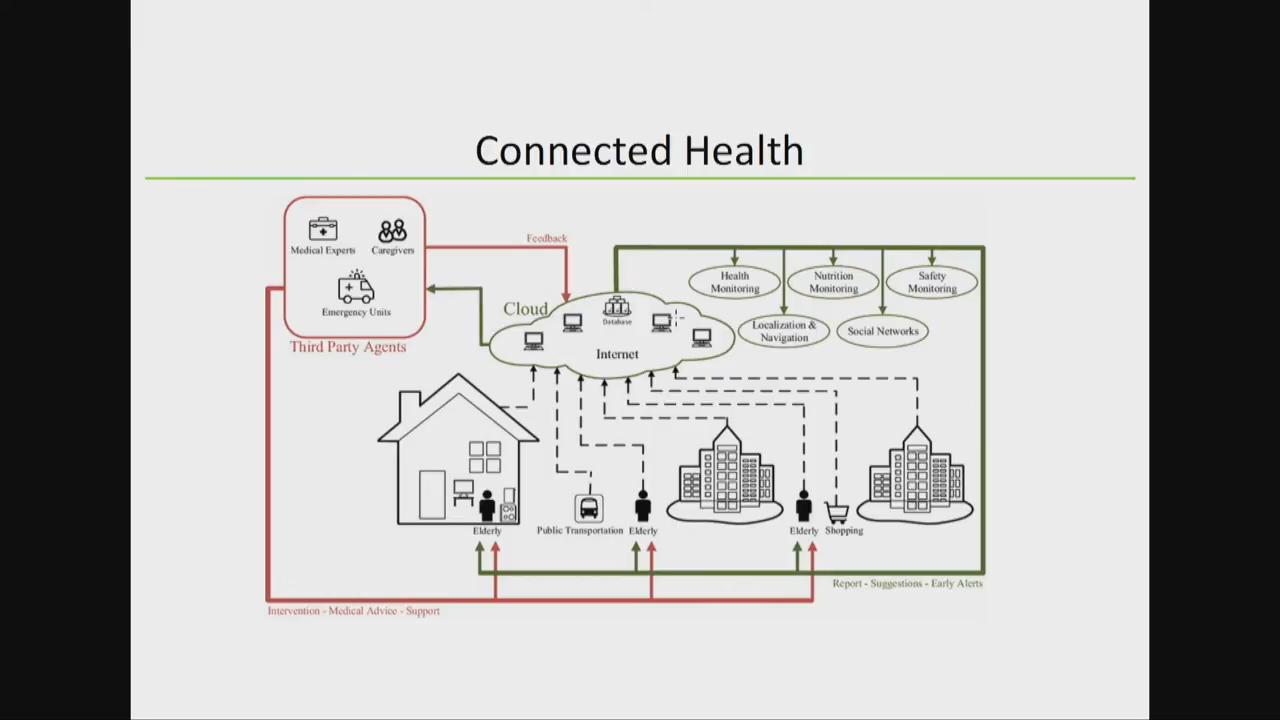 Connected Health
Medical Experts
Caregivers
Emergency Units
Third Party Agents
Feedback
Cloud
Database
Internet
Health
Monitoring
Nutrition
Monitoring
Safety
Monitoring
Localization &
Navigation
Social Networks
Elderly
Public Transportation
Elderly
Elderly
Shopping
Report - Suggestions - Early Alerts
Intervention - Medical Advice - Support